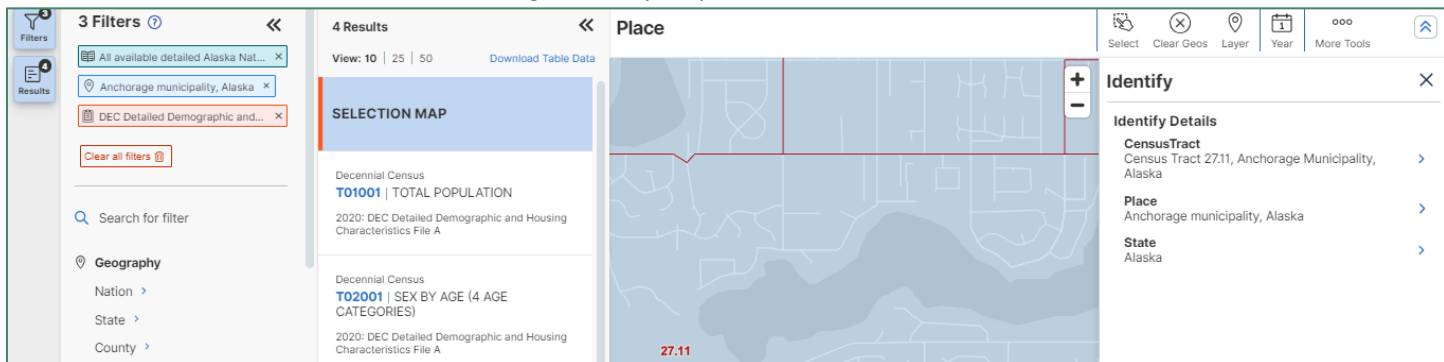 3
Filters
0
Results
3 Filters ?
All available detailed Alaska Nat... ×
Anchorage municipality, Alaska ×
DEC Detailed Demographic and... ×
Clear all filters
Search for filter
Geography
Nation
State
County
4 Results
View: 10 | 25 | 50 Download Table Data
SELECTION MAP
Decennial Census
T01001 | TOTAL POPULATION
2020: DEC Detailed Demographic and Housing
Characteristics File A
Decennial Census
T02001 | SEX BY AGE (4 AGE
CATEGORIES)
2020: DEC Detailed Demographic and Housing
Characteristics File A
Place
Select Clear Geos Layer 1 Year More Tools
+
−
27.11
Identify
Identify Details
CensusTract
Census Tract 27.11, Anchorage Municipality,
Alaska
Place
Anchorage municipality, Alaska
State
Alaska